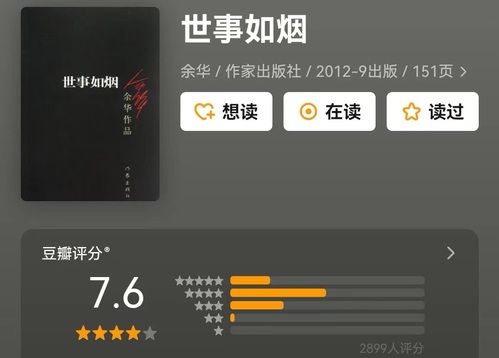 世事如烟
余华 / 作家出版社 / 2012-9出版 / 151页
想读
在读
读过
世事如烟
余华作品
作家出版社
豆瓣评分®
7.6
2899人评分